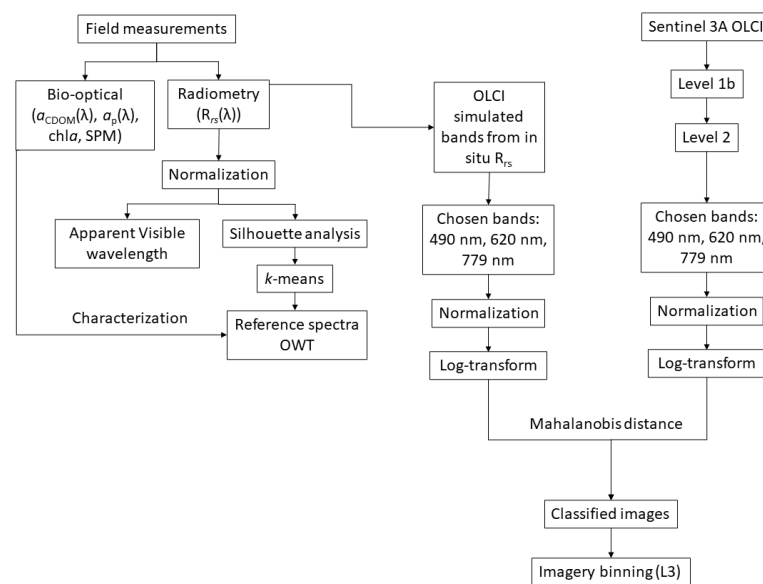 Field measurements
Bio-optical
(aCDOM(λ), ap(λ),
chla, SPM)
Radiometry
(Rrs(λ))
Normalization
Apparent Visible
wavelength
Silhouette analysis
k-means
Characterization
Reference spectra
OWT
OLCI
simulated
bands from in
situ Rrs
Chosen bands:
490 nm, 620 nm,
779 nm
Normalization
Log-transform
Sentinel 3A OLCI
Level 1b
Level 2
Chosen bands:
490 nm, 620 nm,
779 nm
Normalization
Log-transform
Mahalanobis distance
Classified images
Imagery binning (L3)